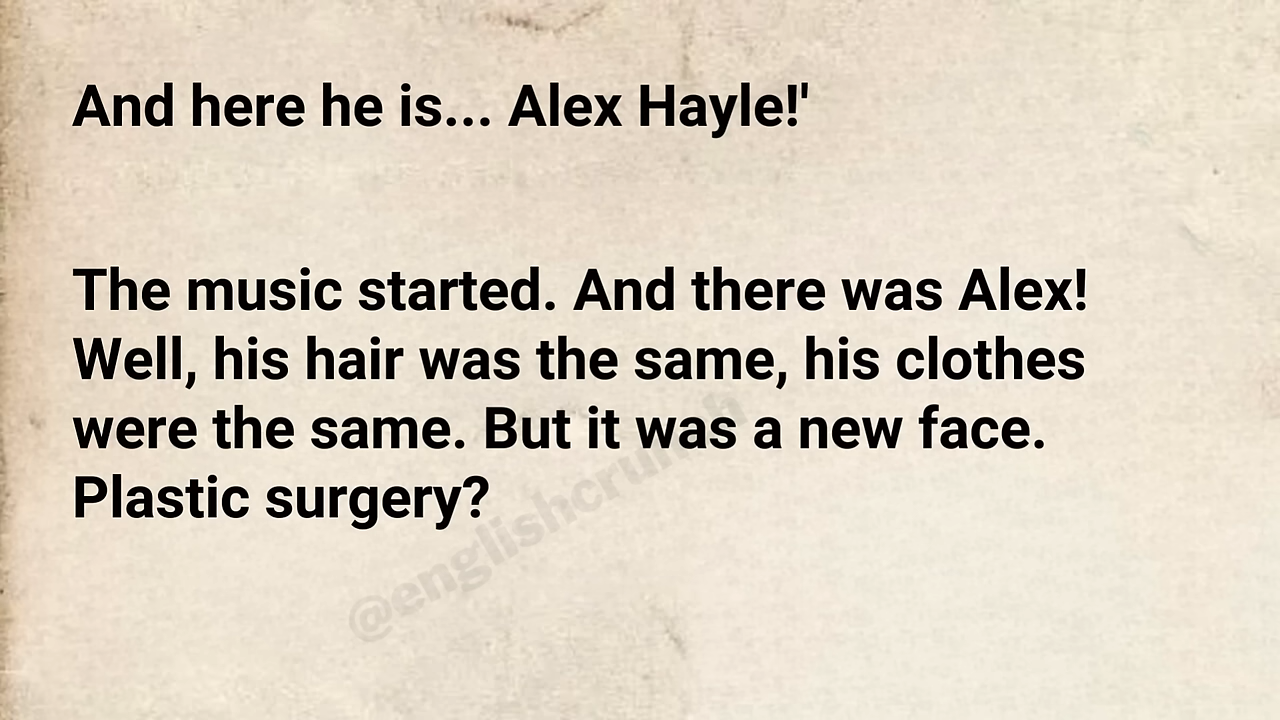 And here he is... Alex Hayle!'
The music started. And there was Alex!
Well, his hair was the same, his clothes
were the same. But it was a new face.
Plastic surgery?
@englishcrunch